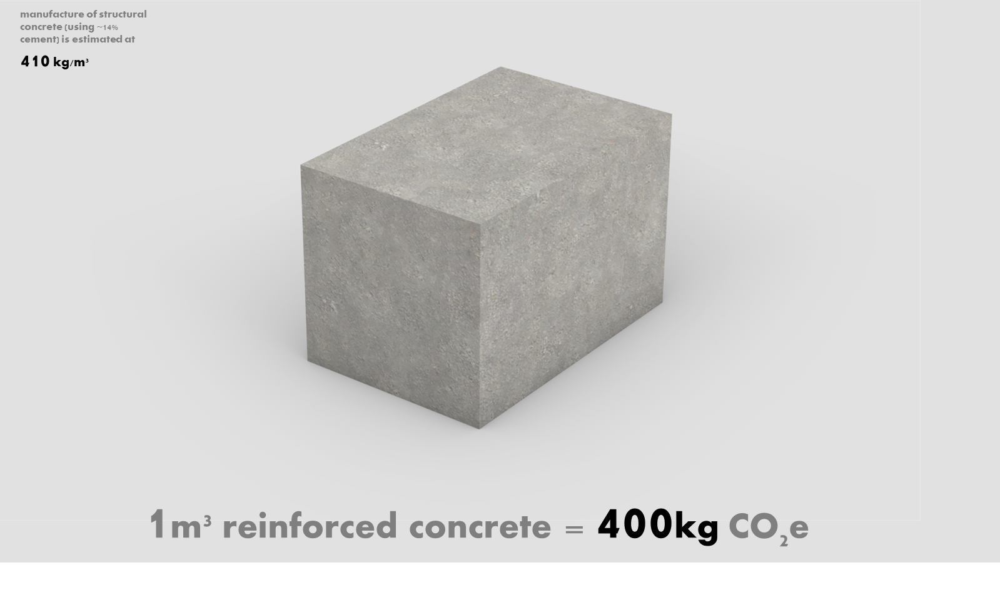 manufacture of structural
concrete (using ~14%
cement) is estimated at
410 kg/m³
1m³ reinforced concrete = 400kg CO₂e